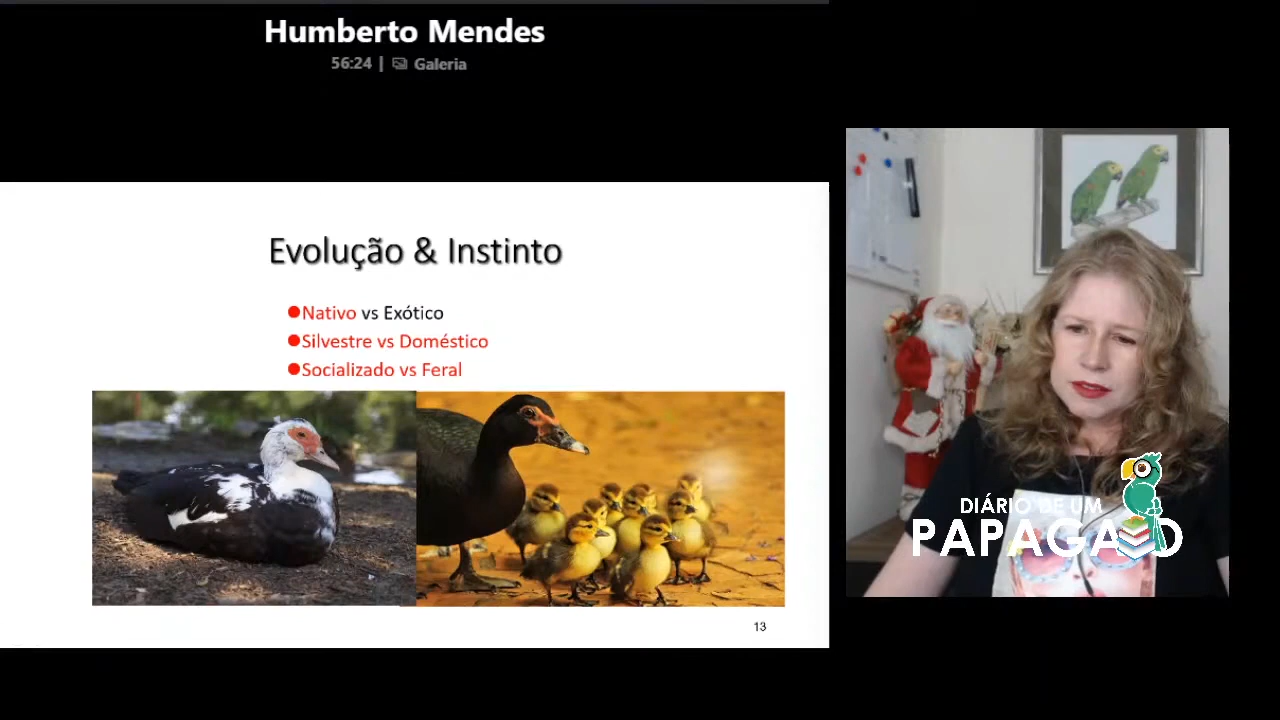 Humberto Mendes
56:24 | Galeria
Evolução & Instinto
Nativo vs Exótico
Silvestre vs Doméstico
Socializado vs Feral
13
DIÁRIO DE UM
PAPAGAIO